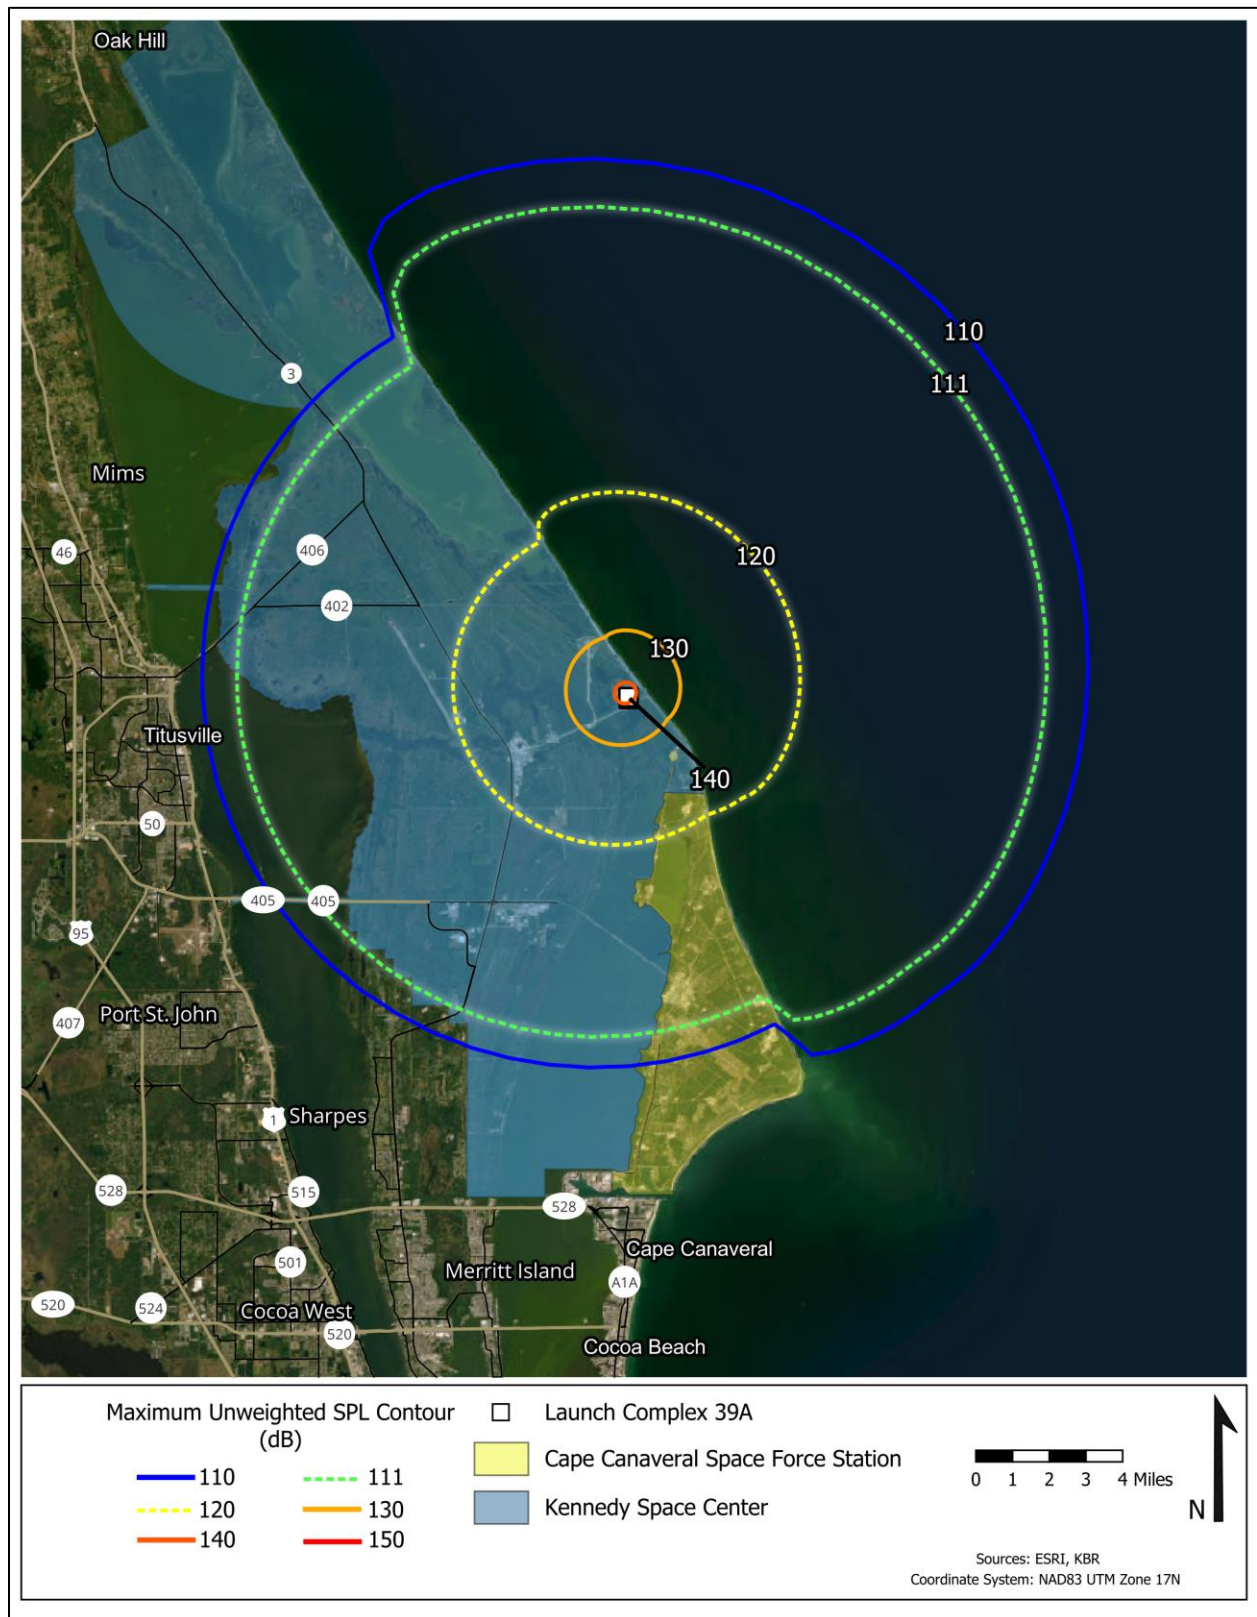 Oak Hill
110
111
3
Mims
46
406
120
402
130
Titusville
140
50
405
405
95
Port St. John
407
1
Sharpes
528
515
528
Cape Canaveral
501
Merritt Island
A1A
520
524
Cocoa West
520
Cocoa Beach
Maximum Unweighted SPL Contour
(dB)
110
111
120
130
140
150
Launch Complex 39A
Cape Canaveral Space Force Station
Kennedy Space Center
0 1 2 3 4 Miles
N
Sources: ESRI, KBR
Coordinate System: NAD83 UTM Zone 17N